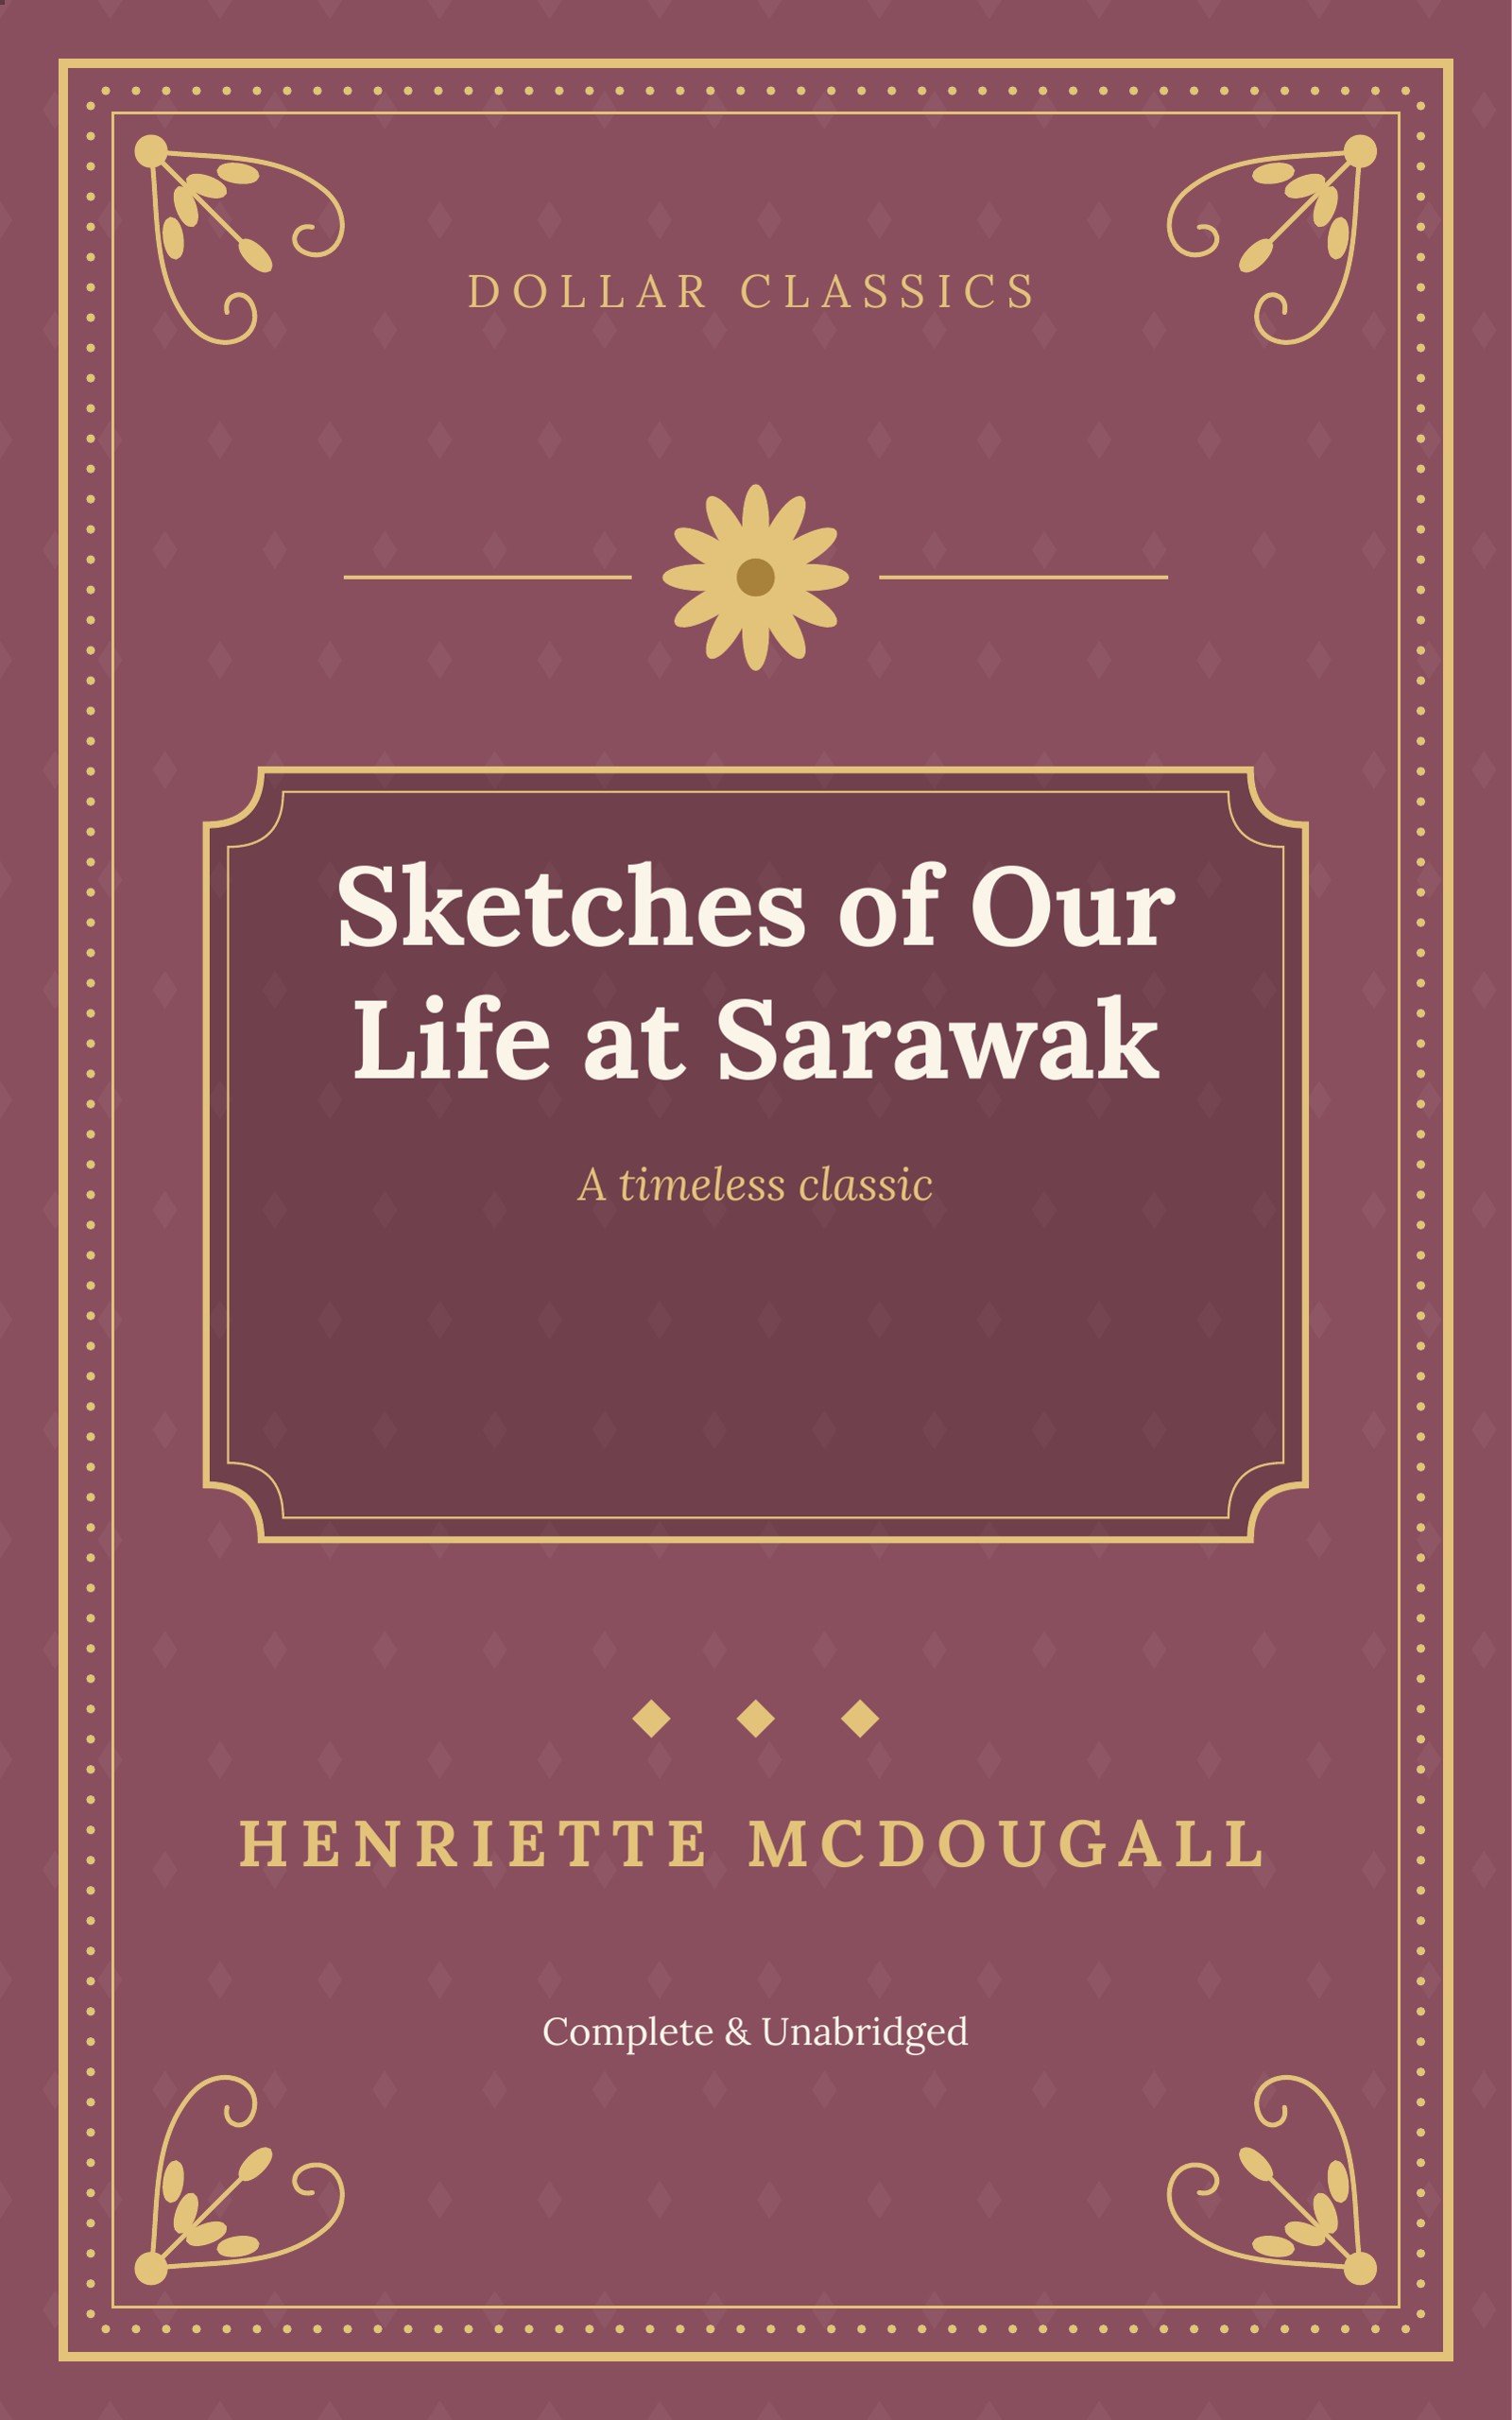 DOLLAR CLASSICS
Sketches of Our
Life at Sarawak
A timeless classic
HENRIETTE MCDOUGALL
Complete & Unabridged